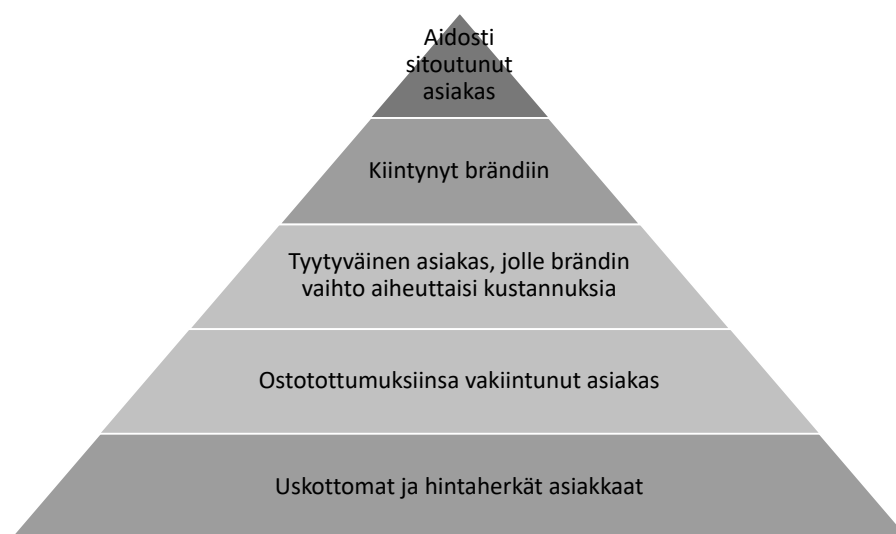 Aidosti
sitoutunut
asiakas
Kiintynyt brändiin
Tyytyväinen asiakas, jolle brändin
vaihto aiheuttaisi kustannuksia
Ostotottumuksiinsa vakiintunut asiakas
Uskottomat ja hintaherkät asiakkaat